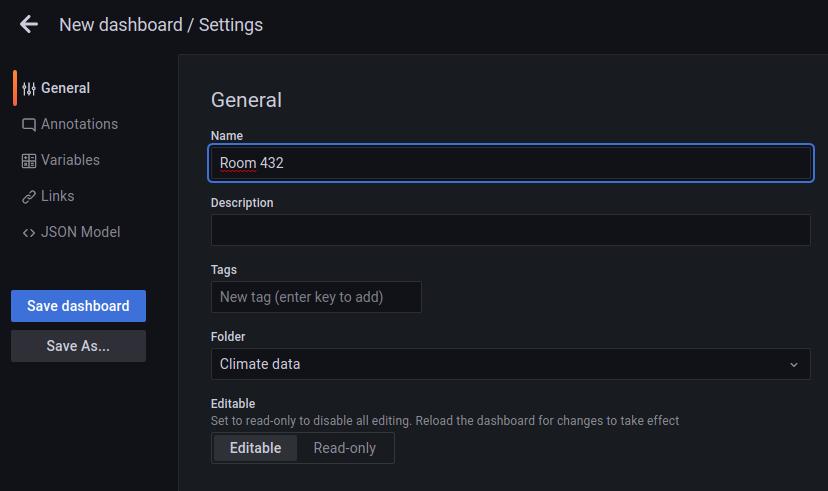 New dashboard / Settings
General
Annotations
Variables
Links
JSON Model
Save dashboard
Save As...
General
Name
Room 432
Description
Tags
New tag (enter key to add)
Folder
Climate data
Editable
Set to read-only to disable all editing. Reload the dashboard for changes to take effect
Editable Read-only